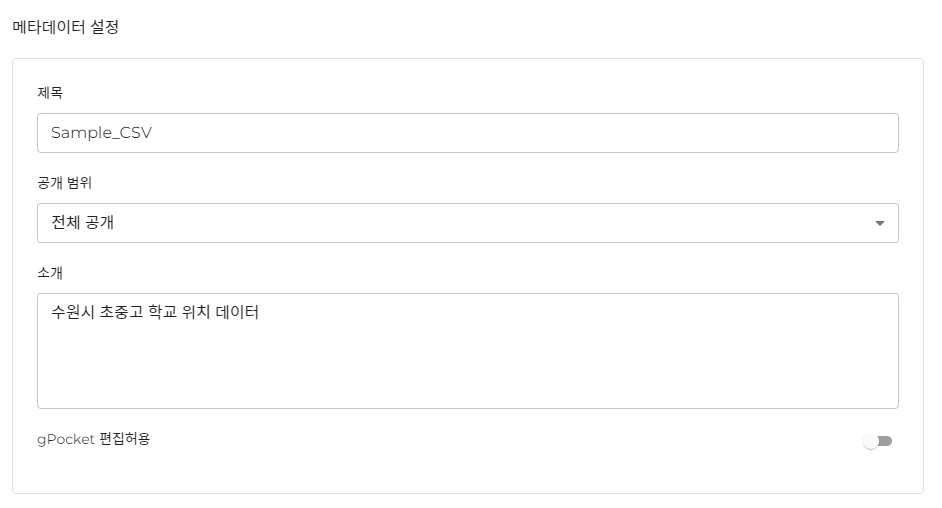 메타데이터 설정
제목
Sample_CSV
공개 범위
전체 공개
소개
수원시 초중고 학교 위치 데이터
gPocket 편집허용